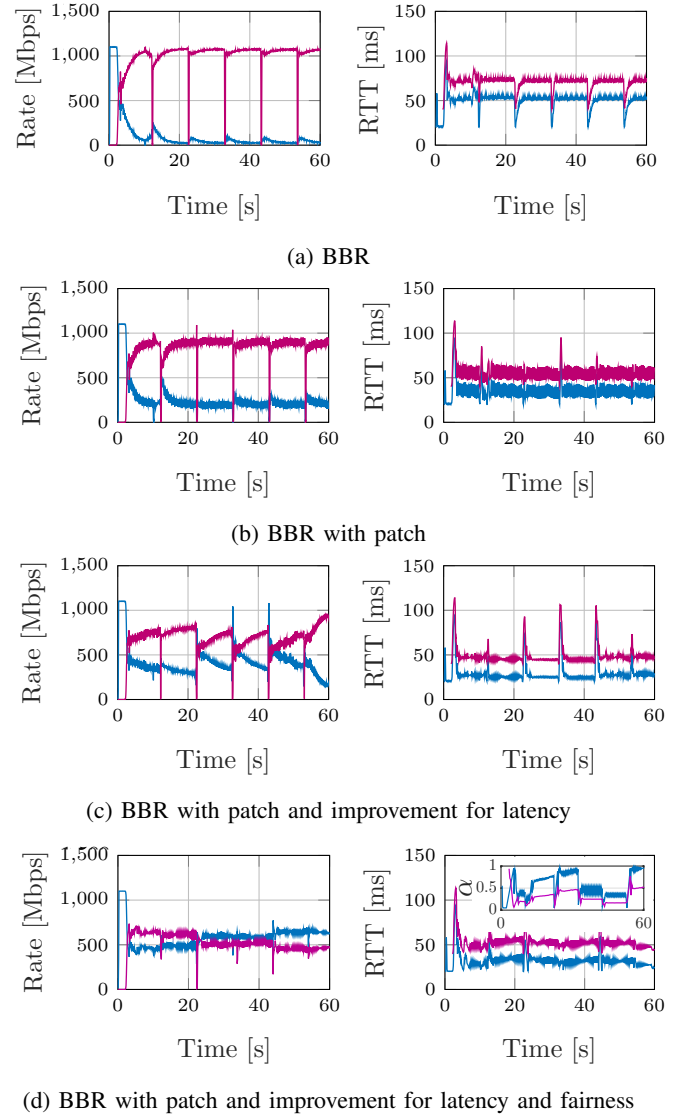 1,500
1,000
500
0
0 20 40 60
Rate [Mbps]
Time [s]
150
100
50
0
0 20 40 60
RTT [ms]
Time [s]
(a) BBR
1,500
1,000
500
0
0 20 40 60
Rate [Mbps]
Time [s]
150
100
50
0
0 20 40 60
RTT [ms]
Time [s]
(b) BBR with patch
1,500
1,000
500
0
0 20 40 60
Rate [Mbps]
Time [s]
150
100
50
0
0 20 40 60
RTT [ms]
Time [s]
(c) BBR with patch and improvement for latency
1,500
1,000
500
0
0 20 40 60
Rate [Mbps]
Time [s]
150
100
50
0
0 20 40 60
RTT [ms]
Time [s]
1
0.5
0
0 60
α
(d) BBR with patch and improvement for latency and fairness